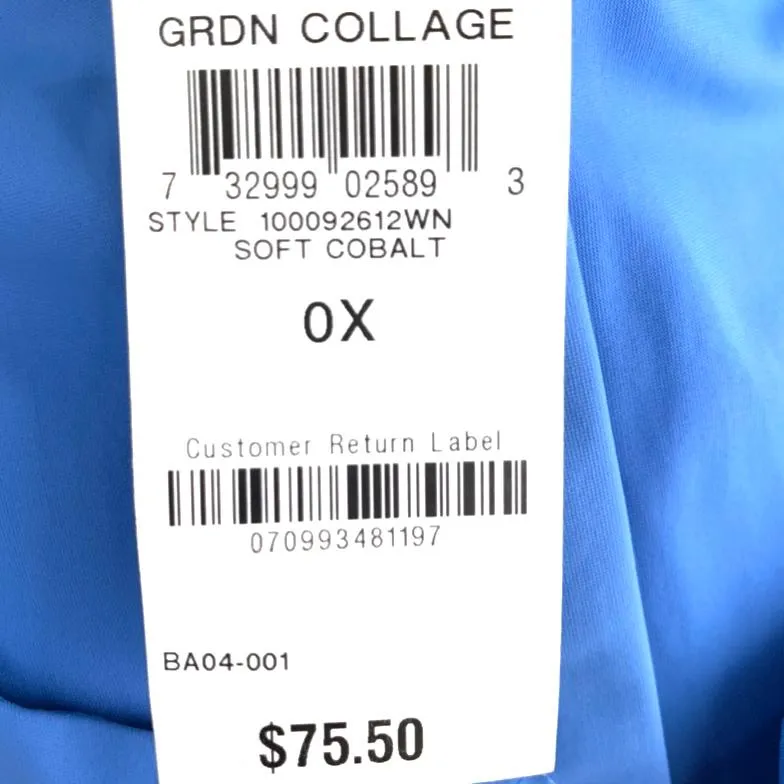 GRDN COLLAGE
7 32999 02589 3
STYLE 100092612WN
SOFT COBALT
0X
Customer Return Label
070993481197
BA04-001
$75.50